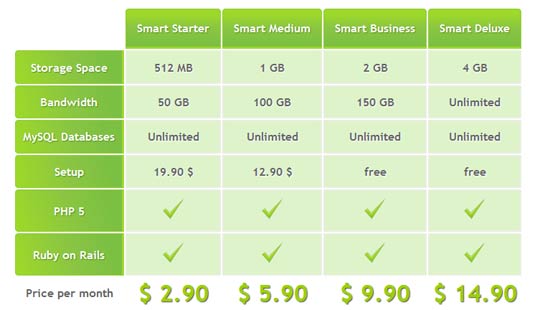 Smart Starter Smart Medium Smart Business Smart Deluxe
Storage Space 512 MB 1 GB 2 GB 4 GB
Bandwidth 50 GB 100 GB 150 GB Unlimited
MySQL Databases Unlimited Unlimited Unlimited Unlimited
Setup 19.90 $ 12.90 $ free free
PHP 5
Ruby on Rails
Price per month $ 2.90 $ 5.90 $ 9.90 $ 14.90